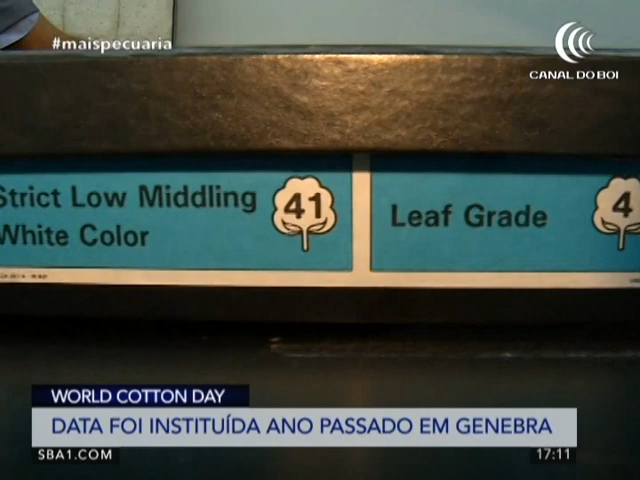 #maispecuaria
CANAL DO BOI
Strict Low Middling
White Color
41
Leaf Grade
4
WORLD COTTON DAY
DATA FOI INSTITUÍDA ANO PASSADO EM GENEBRA
SBA1.COM
17:11